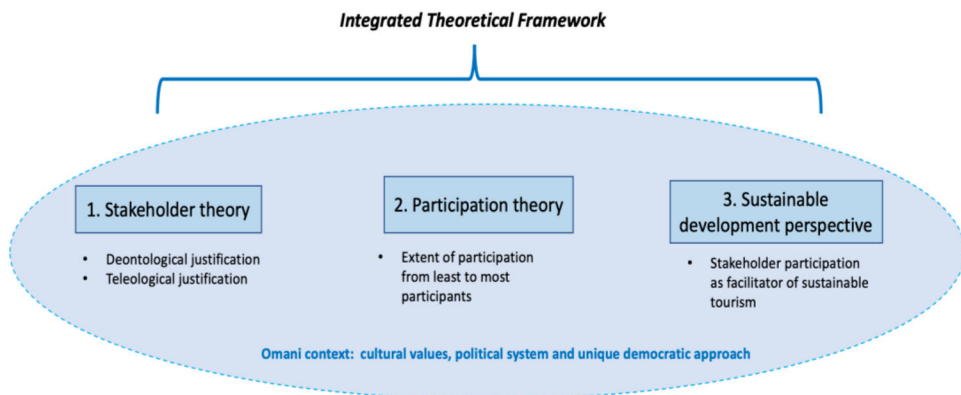 Integrated Theoretical Framework
1. Stakeholder theory
• Deontological justification
• Teleological justification
2. Participation theory
• Extent of participation
from least to most
participants
3. Sustainable
development perspective
• Stakeholder participation
as facilitator of sustainable
tourism
Omani context: cultural values, political system and unique democratic approach